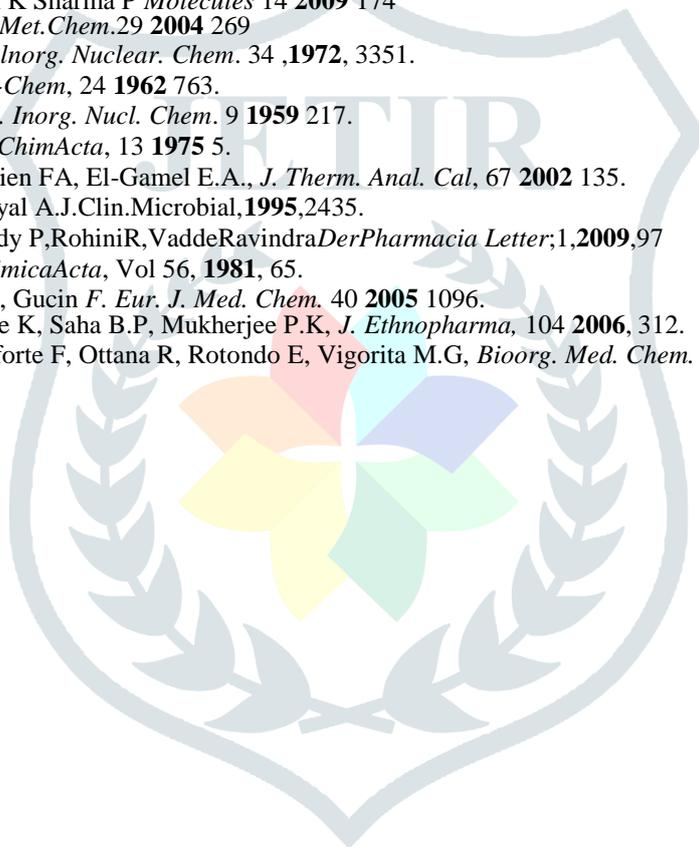 K Sharma P Molecules 14 2009 174
Met.Chem.29 2004 269
Inorg. Nuclear. Chem. 34 ,1972, 3351.
-Chem, 24 1962 763.
. Inorg. Nucl. Chem. 9 1959 217.
ChimActa, 13 1975 5.
ien FA, El-Gamel E.A., J. Therm. Anal. Cal, 67 2002 135.
yal A.J.Clin.Microbial,1995,2435.
dy P,RohiniR,VaddeRavindraDerPharmacia Letter;1,2009,97
micaActa, Vol 56, 1981, 65.
, Gucin F. Eur. J. Med. Chem. 40 2005 1096.
e K, Saha B.P, Mukherjee P.K, J. Ethnopharma, 104 2006, 312.
forte F, Ottana R, Rotondo E, Vigorita M.G, Bioorg. Med. Chem.
JETIR